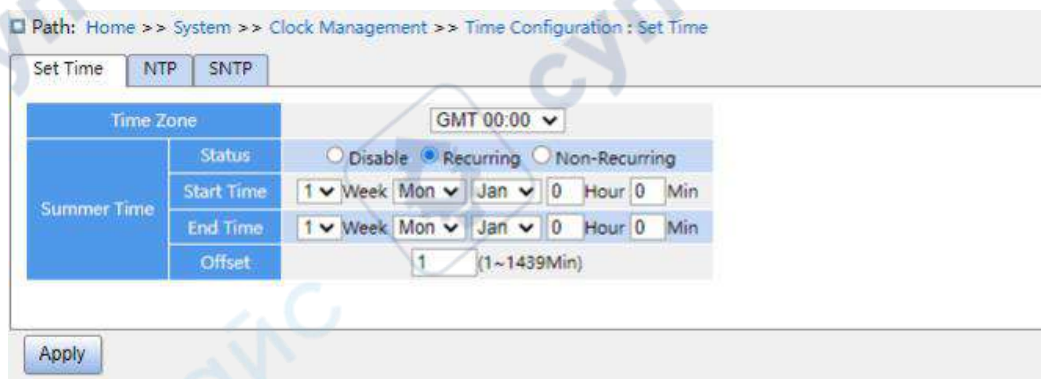 Path: Home >> System >> Clock Management >> Time Configuration : Set Time
Set Time NTP SNTP
Time Zone GMT 00:00
Summer Time
Status Disable Recurring Non-Recurring
Start Time 1 Week Mon Jan 0 Hour 0 Min
End Time 1 Week Mon Jan 0 Hour 0 Min
Offset 1 (1~1439Min)
Apply